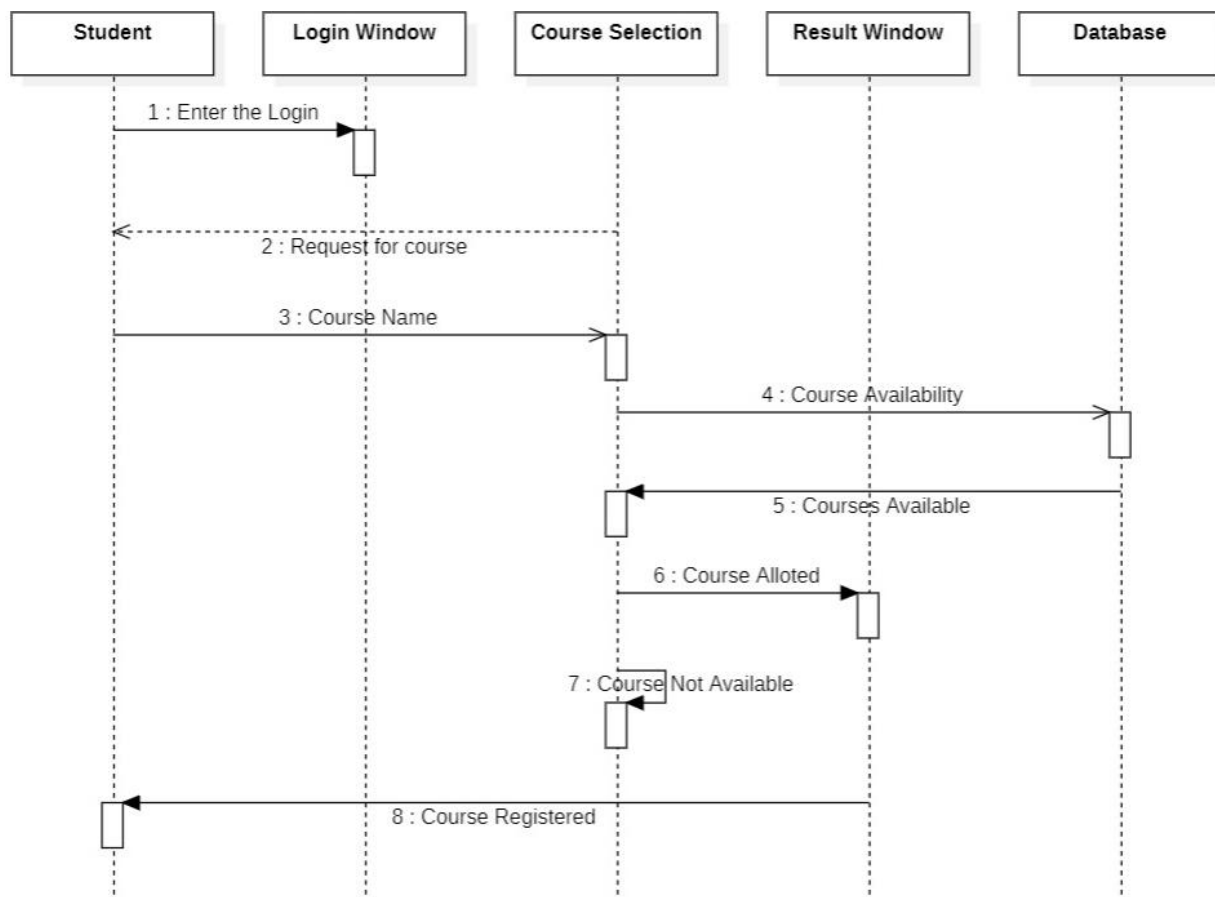 Student
Login Window
Course Selection
Result Window
Database
1 : Enter the Login
2 : Request for course
3 : Course Name
4 : Course Availability
5 : Courses Available
6 : Course Alloted
7 : Course Not Available
8 : Course Registered